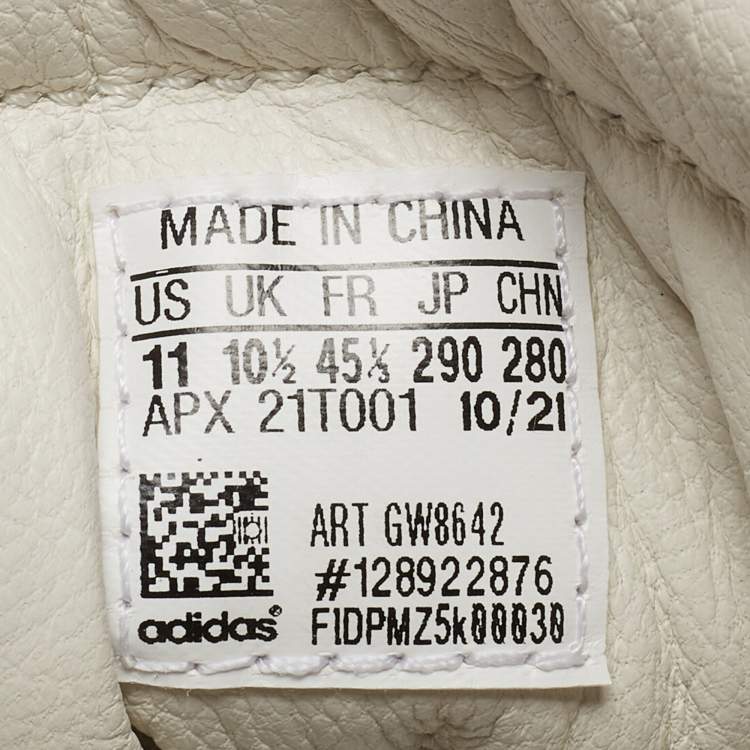 MADE IN CHINA
US UK FR JP CHN
11 10½ 45⅓ 290 280
APX 21T001 10/21
ART GW8642
#128922876
adidas®
F1DPMZ5k00030